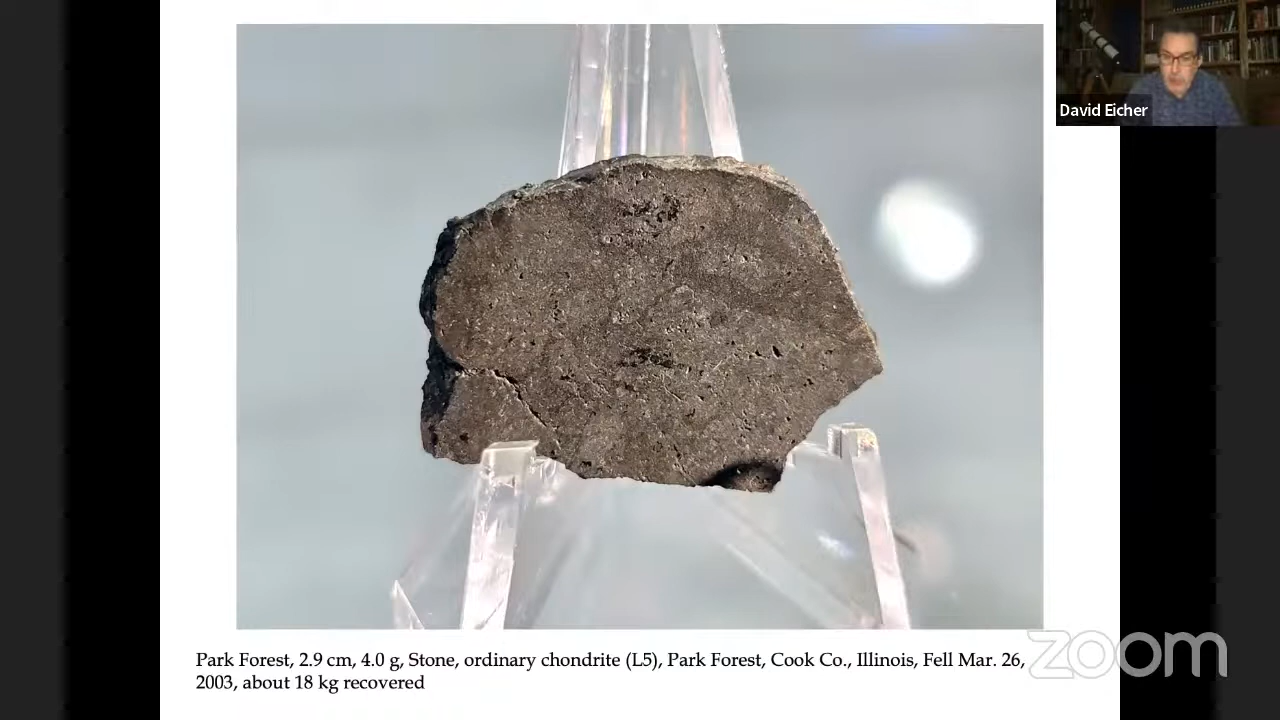 David Eicher
Park Forest, 2.9 cm, 4.0 g, Stone, ordinary chondrite (L5), Park Forest, Cook Co., Illinois, Fell Mar. 26,
2003, about 18 kg recovered
zoom